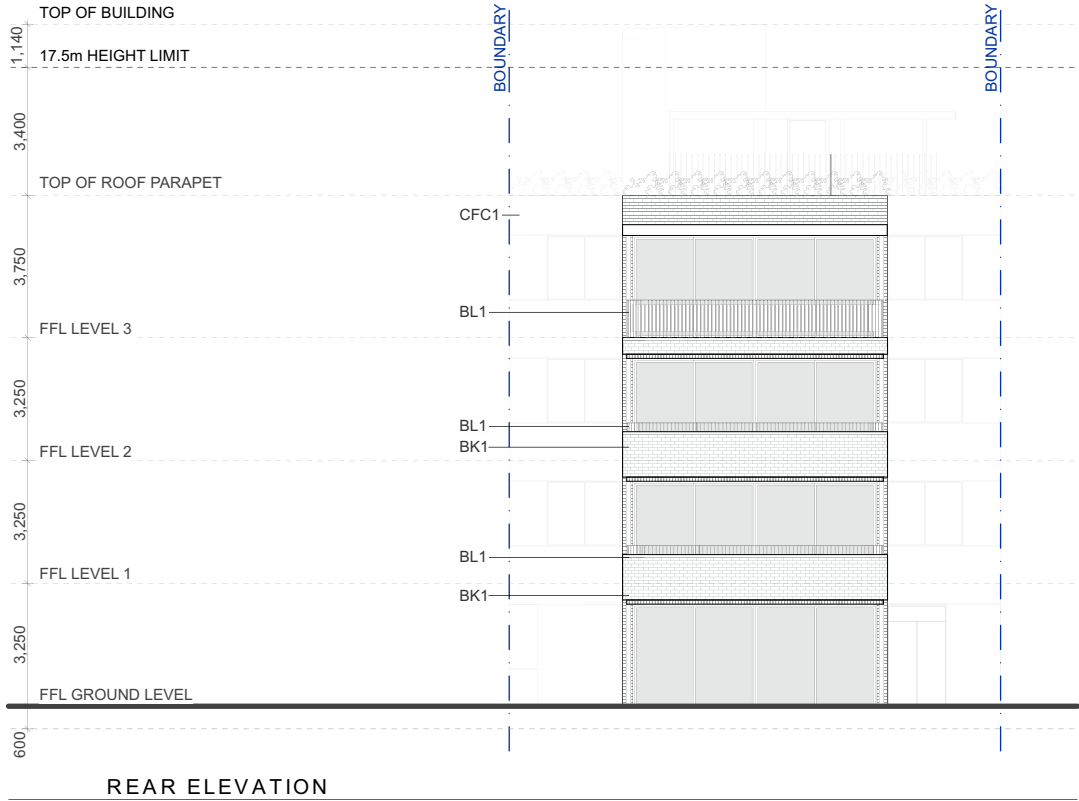 TOP OF BUILDING
1,140
17.5m HEIGHT LIMIT
BOUNDARY
BOUNDARY
3,400
TOP OF ROOF PARAPET
CFC1
3,750
BL1
FFL LEVEL 3
3,250
BL1
BK1
FFL LEVEL 2
3,250
BL1
FFL LEVEL 1
BK1
3,250
FFL GROUND LEVEL
600
REAR ELEVATION